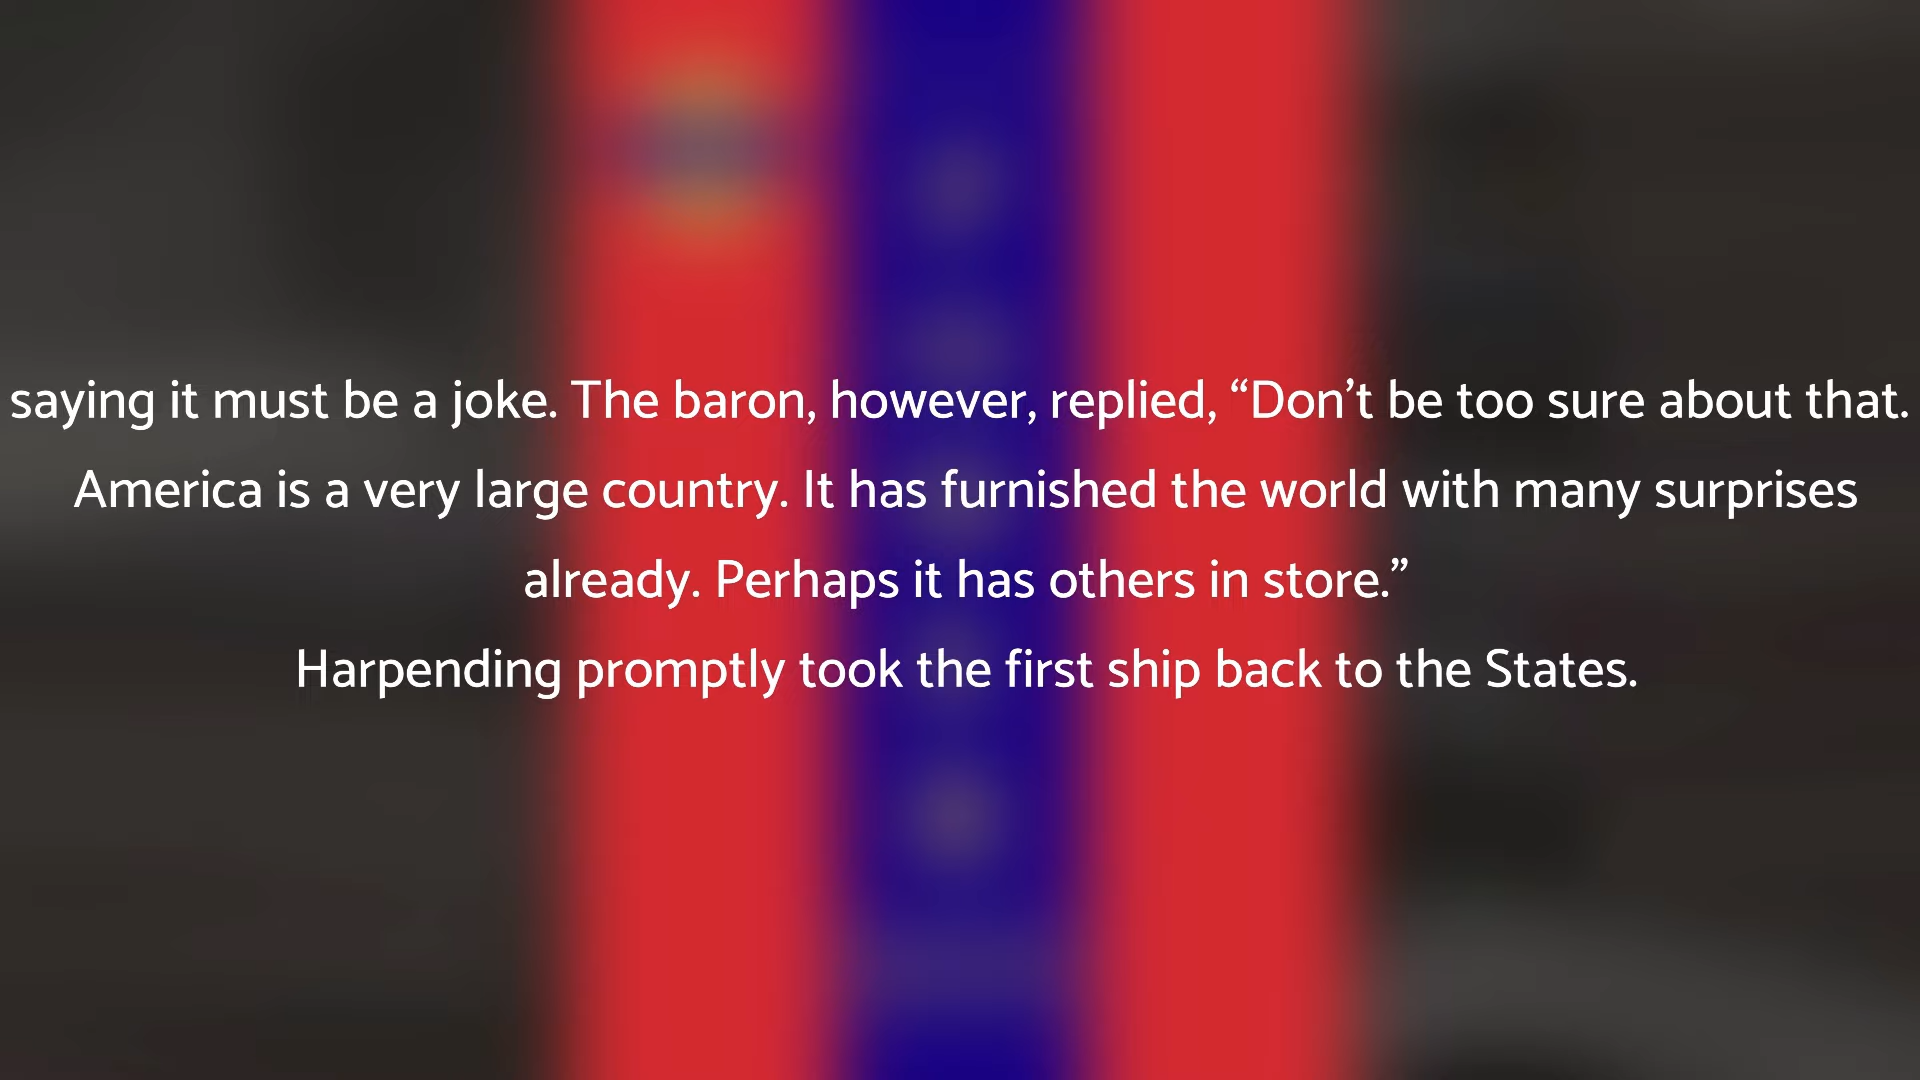 saying it must be a joke. The baron, however, replied, “Don’t be too sure about that.
America is a very large country. It has furnished the world with many surprises
already. Perhaps it has others in store.”
Harpending promptly took the first ship back to the States.